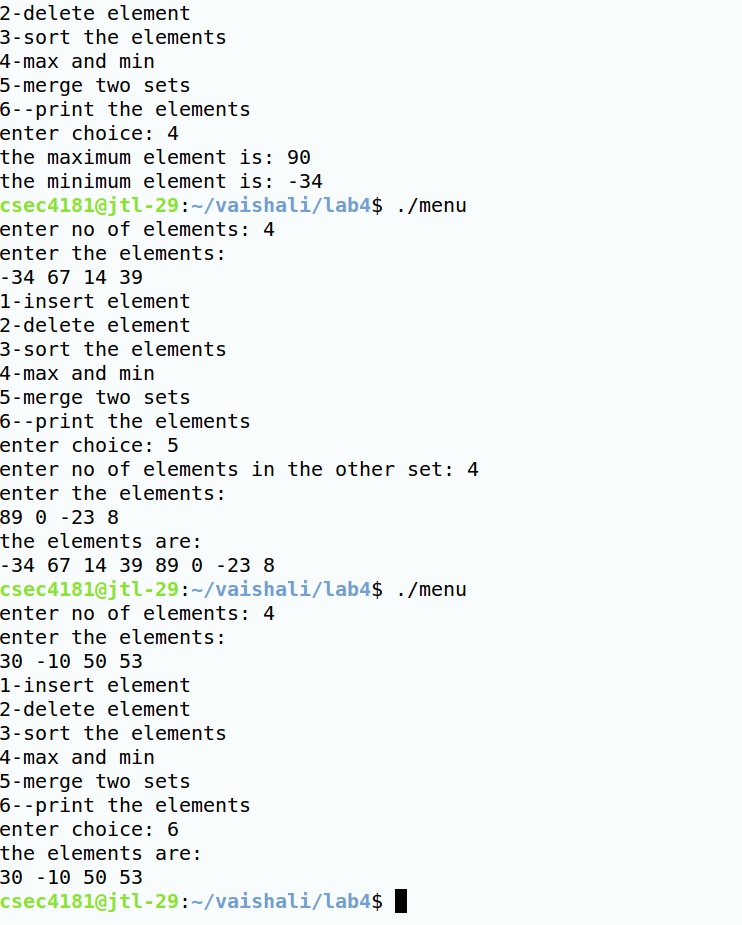 2-delete element
3-sort the elements
4-max and min
5-merge two sets
6--print the elements
enter choice: 4
the maximum element is: 90
the minimum element is: -34
csec4181@jtl-29:~/vaishali/lab4$ ./menu
enter no of elements: 4
enter the elements:
-34 67 14 39
1-insert element
2-delete element
3-sort the elements
4-max and min
5-merge two sets
6--print the elements
enter choice: 5
enter no of elements in the other set: 4
enter the elements:
89 0 -23 8
the elements are:
-34 67 14 39 89 0 -23 8
csec4181@jtl-29:~/vaishali/lab4$ ./menu
enter no of elements: 4
enter the elements:
30 -10 50 53
1-insert element
2-delete element
3-sort the elements
4-max and min
5-merge two sets
6--print the elements
enter choice: 6
the elements are:
30 -10 50 53
csec4181@jtl-29:~/vaishali/lab4$